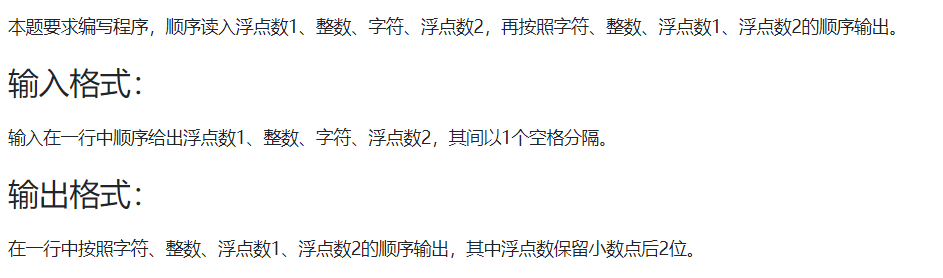 本题要求编写程序，顺序读入浮点数1、整数、字符、浮点数2，再按照字符、整数、浮点数1、浮点数2的顺序输出。
输入格式：
输入在一行中顺序给出浮点数1、整数、字符、浮点数2，其间以1个空格分隔。
输出格式：
在一行中按照字符、整数、浮点数1、浮点数2的顺序输出，其中浮点数保留小数点后2位。